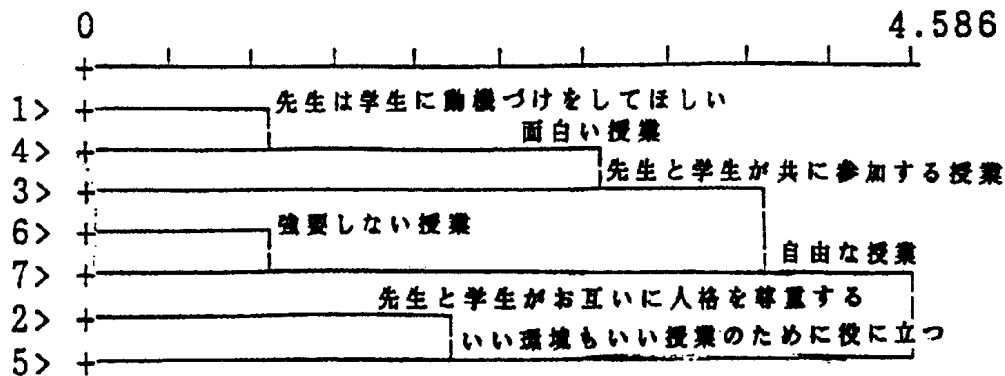 0 4.586
1> 先生は学生に動機づけをしてほしい
4> 面白い授業
3> 先生と学生が共に参加する授業
6> 強要しない授業
7> 自由な授業
2> 先生と学生がお互いに人格を尊重する
5> いい環境もいい授業のために役に立つ